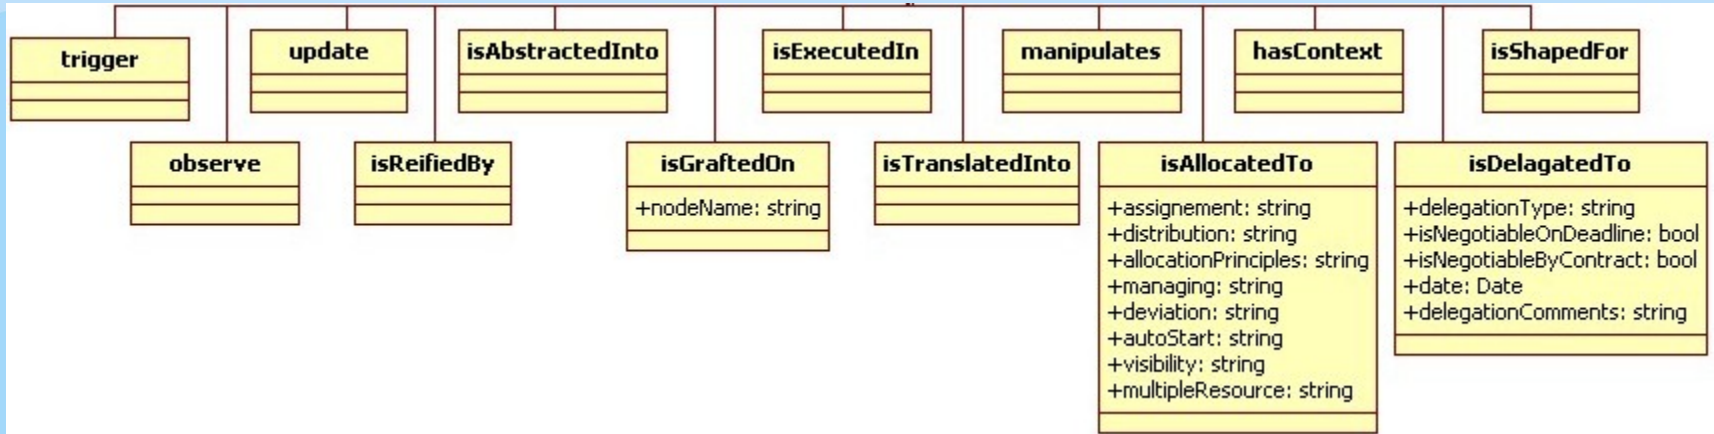 trigger
update
isAbstractedInto
isExecutedIn
manipulates
hasContext
isShapedFor
observe
isReifiedBy
isGraftedOn
+nodeName: string
isTranslatedInto
isAllocatedTo
+assignement: string
+distribution: string
+allocationPrinciples: string
+managing: string
+deviation: string
+autoStart: string
+visibility: string
+multipleResource: string
isDelagatedTo
+delegationType: string
+isNegotiableOnDeadline: bool
+isNegotiableByContract: bool
+date: Date
+delegationComments: string